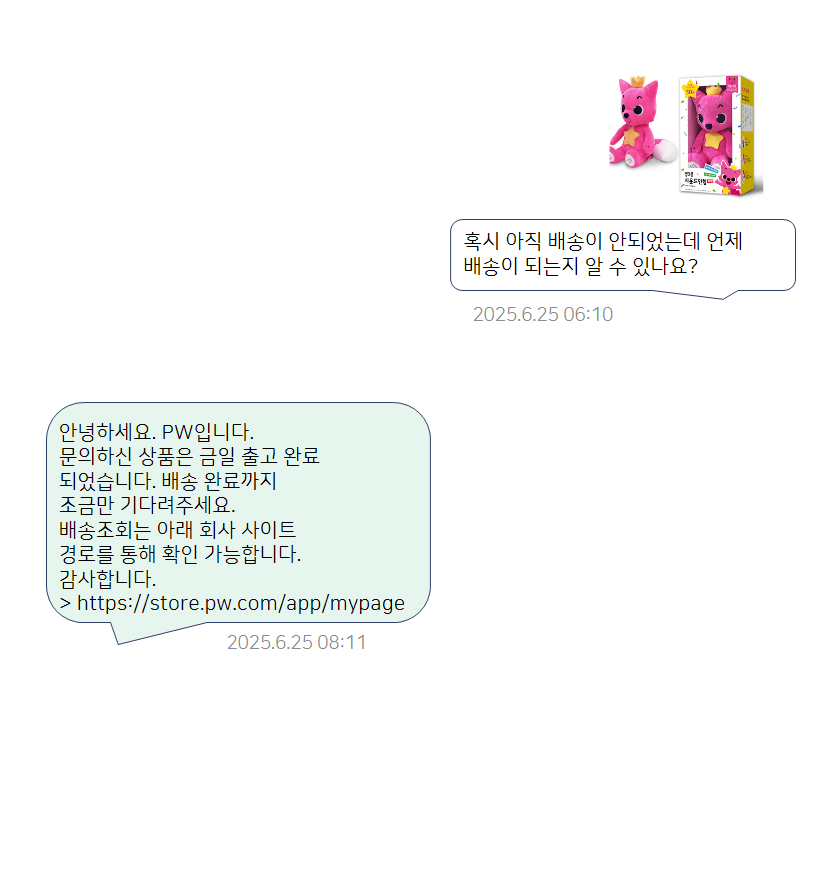 혹시 아직 배송이 안되었는데 언제
배송이 되는지 알 수 있나요?
2025.6.25 06:10
안녕하세요. PW입니다.
문의하신 상품은 금일 출고 완료
되었습니다. 배송 완료까지
조금만 기다려주세요.
배송조회는 아래 회사 사이트
경로를 통해 확인 가능합니다.
감사합니다.
> https://store.pw.com/app/mypage
2025.6.25 08:11